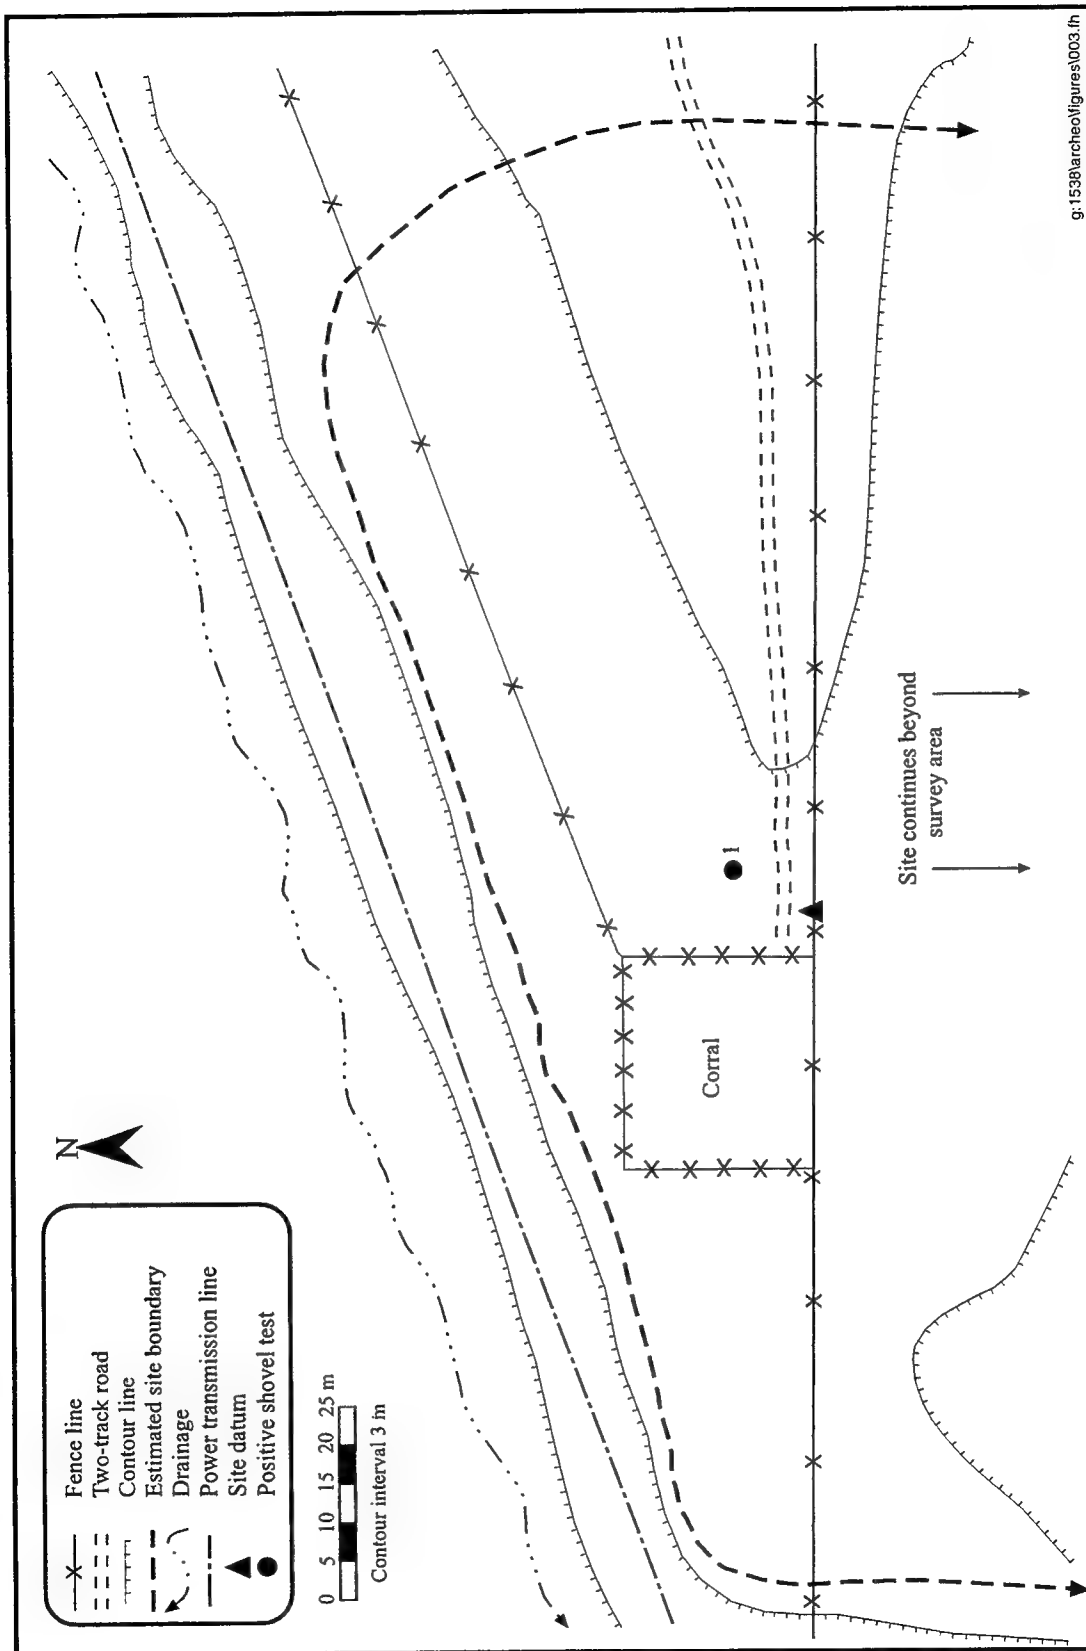 N
Fence line
Two-track road
Contour line
Estimated site boundary
Drainage
Power transmission line
Site datum
Positive shovel test
0 5 10 15 20 25 m
Contour interval 3 m
Corral
1
Site continues beyond
survey area
g:1538\archeo\figures\003.fh